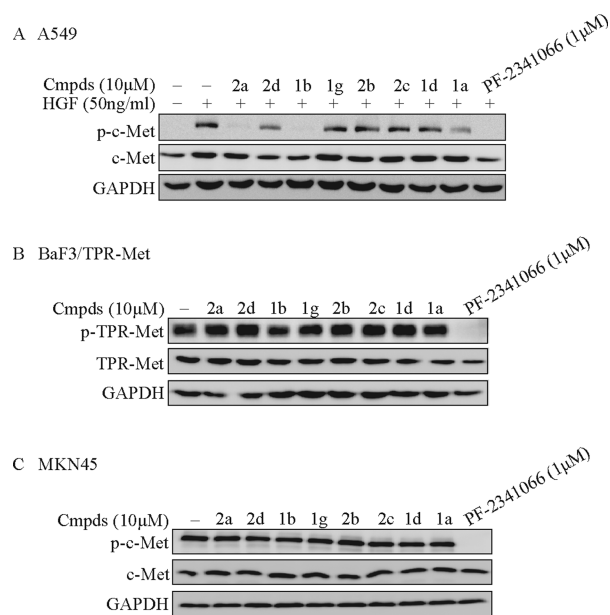 A A549
Cmpds (10μM) – – 2a 2d 1b 1g 2b 2c 1d 1a PF-2341066 (1μM)
HGF (50ng/ml) – + + + + + + + + + +
p-c-Met
c-Met
GAPDH
B BaF3/TPR-Met
Cmpds (10μM) – 2a 2d 1b 1g 2b 2c 1d 1a PF-2341066 (1μM)
p-TPR-Met
TPR-Met
GAPDH
C MKN45
Cmpds (10μM) – 2a 2d 1b 1g 2b 2c 1d 1a PF-2341066 (1μM)
p-c-Met
c-Met
GAPDH